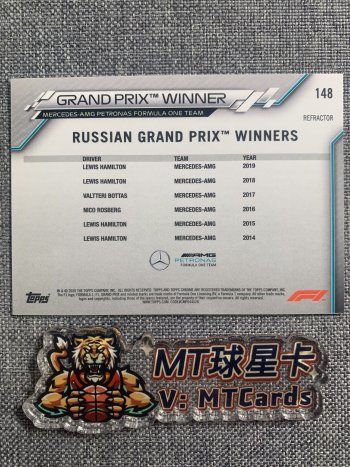 GRAND PRIX™ WINNER
148
MERCEDES-AMG PETRONAS FORMULA ONE TEAM
REFRACTOR
RUSSIAN GRAND PRIX™ WINNERS
DRIVER TEAM YEAR
LEWIS HAMILTON MERCEDES-AMG 2019
LEWIS HAMILTON MERCEDES-AMG 2018
VALTTERI BOTTAS MERCEDES-AMG 2017
NICO ROSBERG MERCEDES-AMG 2016
LEWIS HAMILTON MERCEDES-AMG 2015
LEWIS HAMILTON MERCEDES-AMG 2014
AMG
PETRONAS
FORMULA ONE TEAM
Topps
F1
MT球星卡
V: MTCards